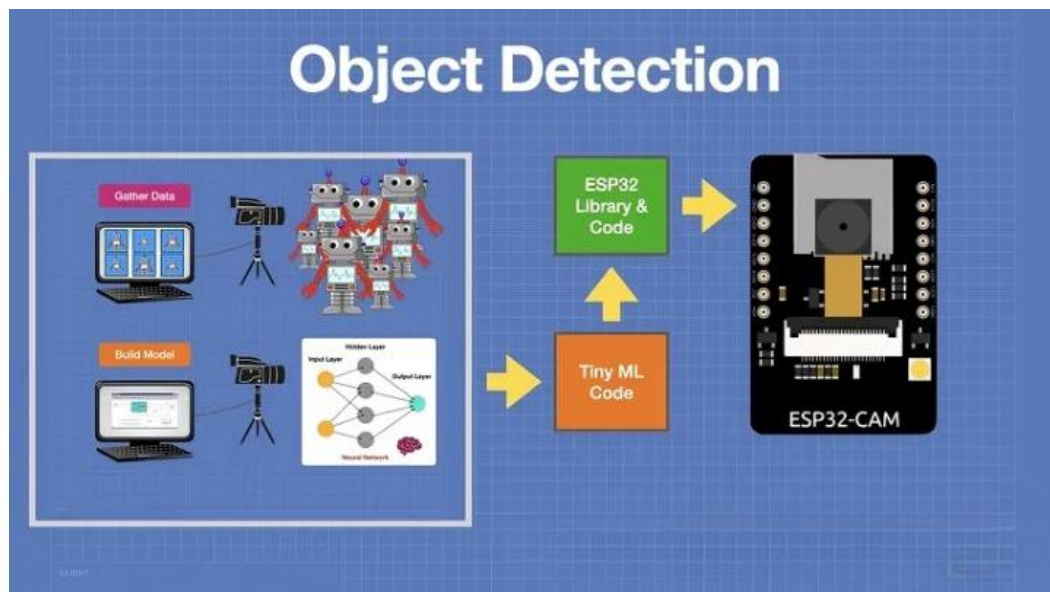 Object Detection
Gather Data
Build Model
Hidden Layer
Input Layer
Output Layer
Neural Network
ESP32
Library &
Code
Tiny ML
Code
ESP32-CAM